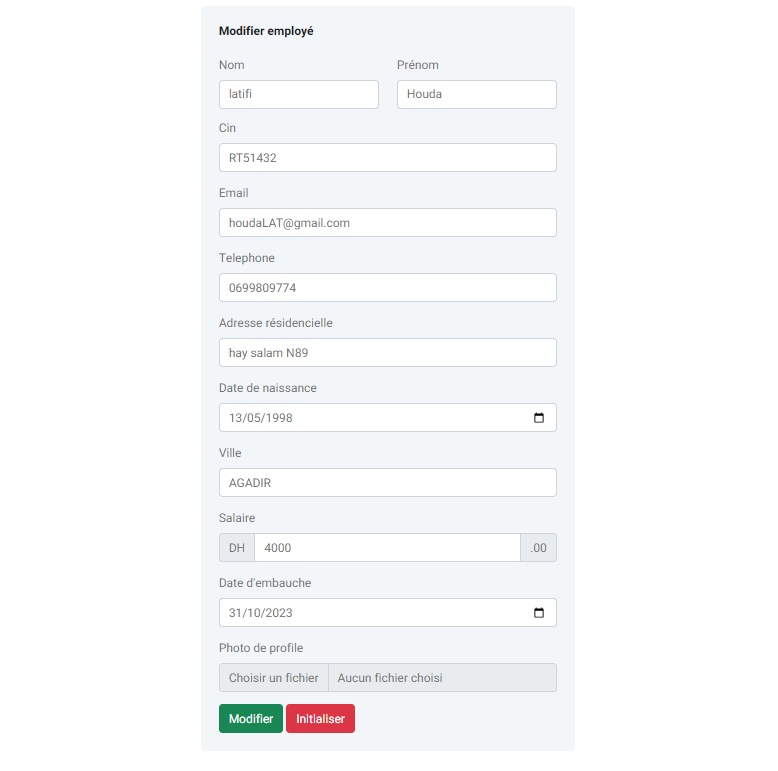 Modifier employé
Nom Prénom
latifi Houda
Cin
RT51432
Email
houdaLAT@gmail.com
Telephone
0699809774
Adresse résidencielle
hay salam N89
Date de naissance
13/05/1998
Ville
AGADIR
Salaire
DH 4000 .00
Date d'embauche
31/10/2023
Photo de profile
Choisir un fichier Aucun fichier choisi
Modifier Initialiser